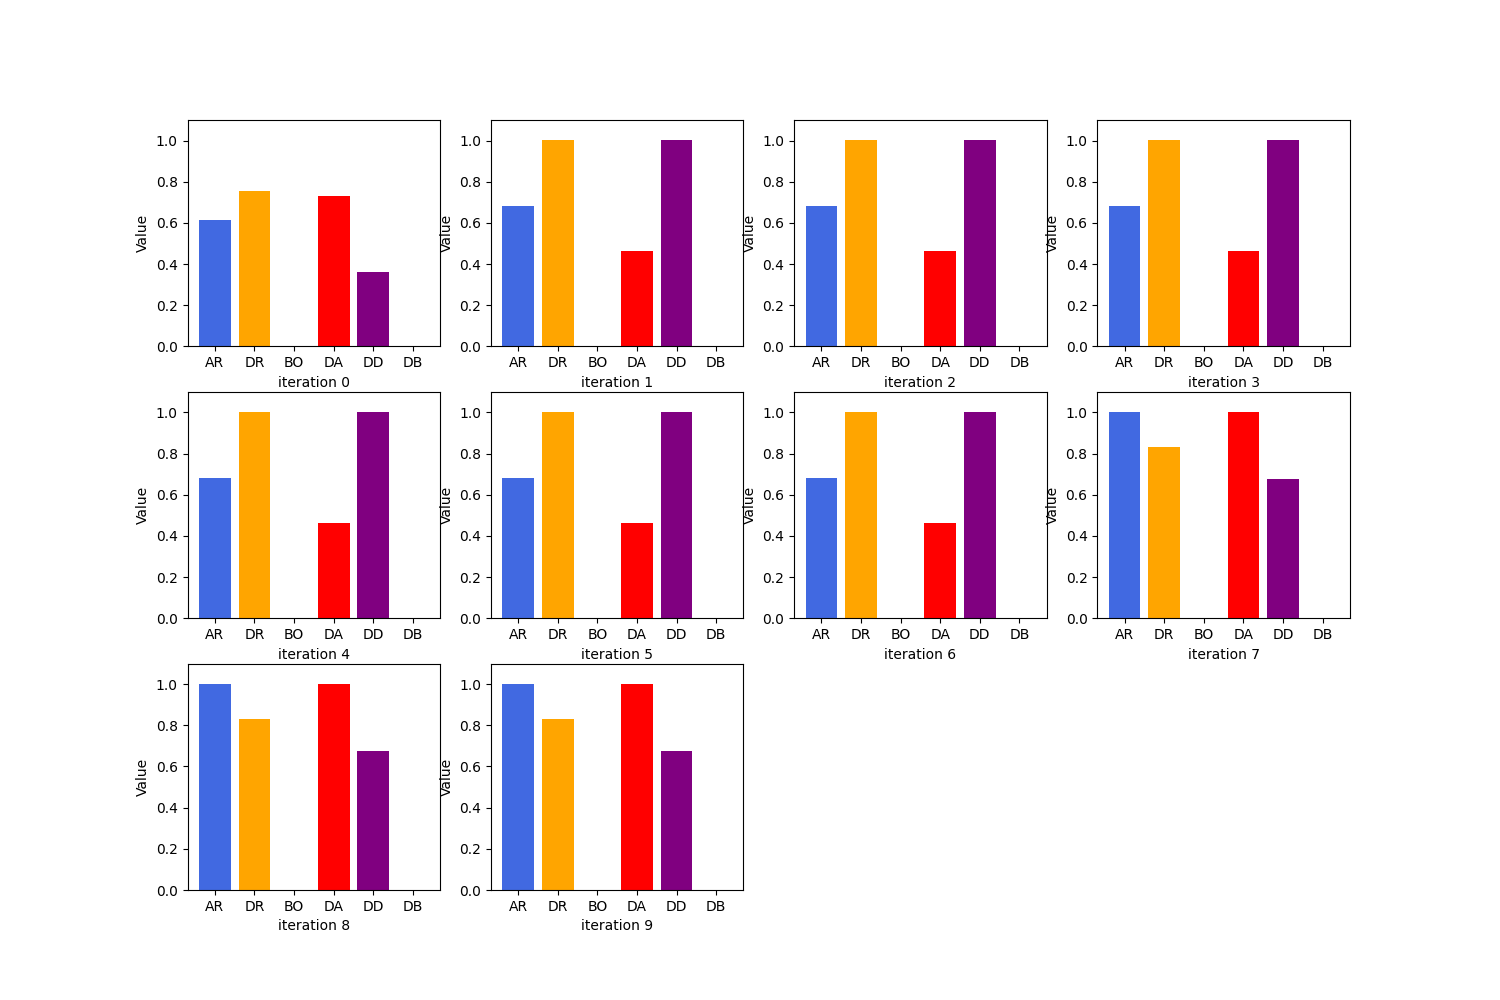 1.0 1.0 1.0 1.0
0.8 0.8 0.8 0.8
0.6 0.6 0.6 0.6
Value Value Value Value
0.4 0.4 0.4 0.4
0.2 0.2 0.2 0.2
0.0 0.0 0.0 0.0
AR DR BO DA DD DB AR DR BO DA DD DB AR DR BO DA DD DB AR DR BO DA DD DB
iteration 0 iteration 1 iteration 2 iteration 3
1.0 1.0 1.0 1.0
0.8 0.8 0.8 0.8
0.6 0.6 0.6 0.6
Value Value Value Value
0.4 0.4 0.4 0.4
0.2 0.2 0.2 0.2
0.0 0.0 0.0 0.0
AR DR BO DA DD DB AR DR BO DA DD DB AR DR BO DA DD DB AR DR BO DA DD DB
iteration 4 iteration 5 iteration 6 iteration 7
1.0 1.0
0.8 0.8
0.6 0.6
Value Value
0.4 0.4
0.2 0.2
0.0 0.0
AR DR BO DA DD DB AR DR BO DA DD DB
iteration 8 iteration 9